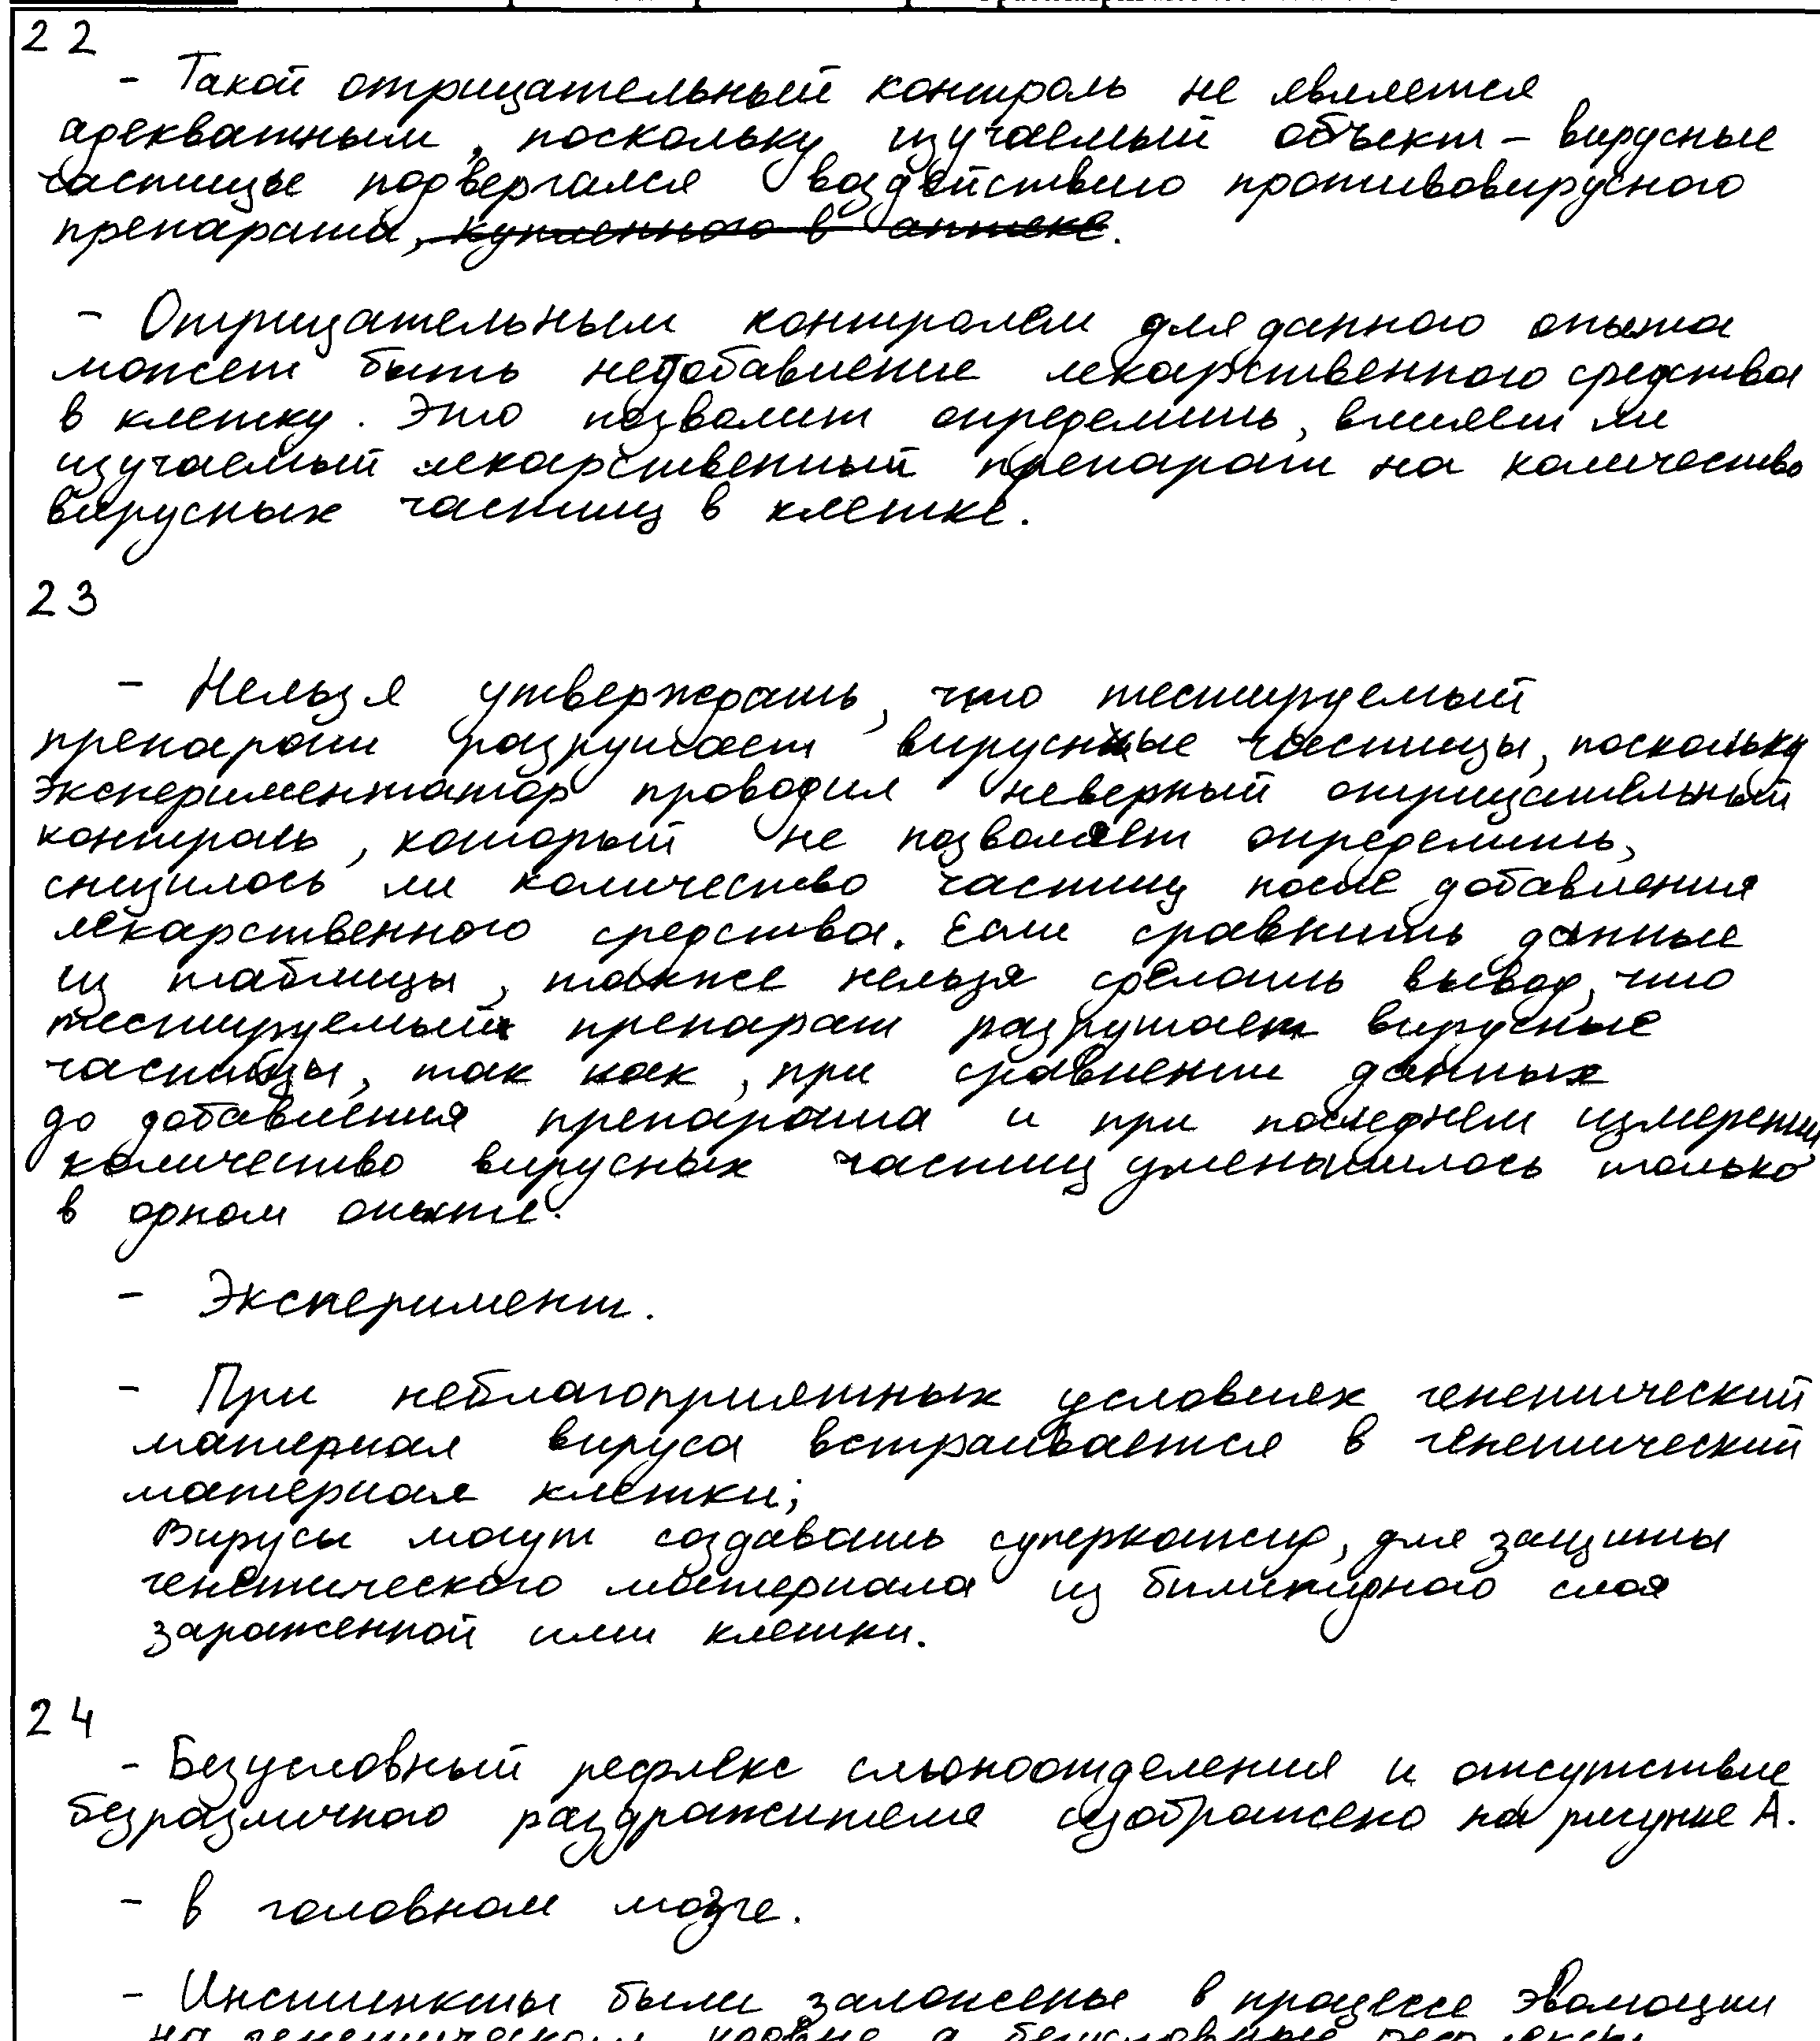 22
- Такой отрицательный контроль не является
адекватным, поскольку изучаемый объект - вирусные
частицы подвергался воздействию противовирусного
препарата, купленного в аптеке.
- Отрицательным контролем для данного опыта
может быть недобавление лекарственного средства
в клетку. Это позволит определить, влияет ли
изучаемый лекарственный препарат на количество
вирусных частиц в клетке.
23
- Нельзя утверждать, что тестируемый
препарат разрушает вирусные частицы, поскольку
экспериментатор проводил неверный отрицательный
контроль, который не позволяет определить,
снизилось ли количество частиц после добавления
лекарственного средства. Если сравнить данные
из таблицы, также нельзя сделать вывод, что
тестируемый препарат разрушает вирусные
частицы, так как, при сравнении данных
до добавления препарата и при последнем измерении
количество вирусных частиц уменьшилось только
в одном опыте.
- Эксперимент.
- При неблагоприятных условиях генетический
материал вируса встраивается в генетический
материал клетки;
Вирусы могут создавать суперкапсид, для защиты
генетического материала из билипидного слоя
зараженной ими клетки.
24
- Безусловный рефлекс слюноотделения и отсутствие
безразличного раздражителя изображено на рисунке А.
- В головном мозге.
- Инстинкты были заложены в процессе эволюции
на генетическом уровне, а безусловные рефлексы